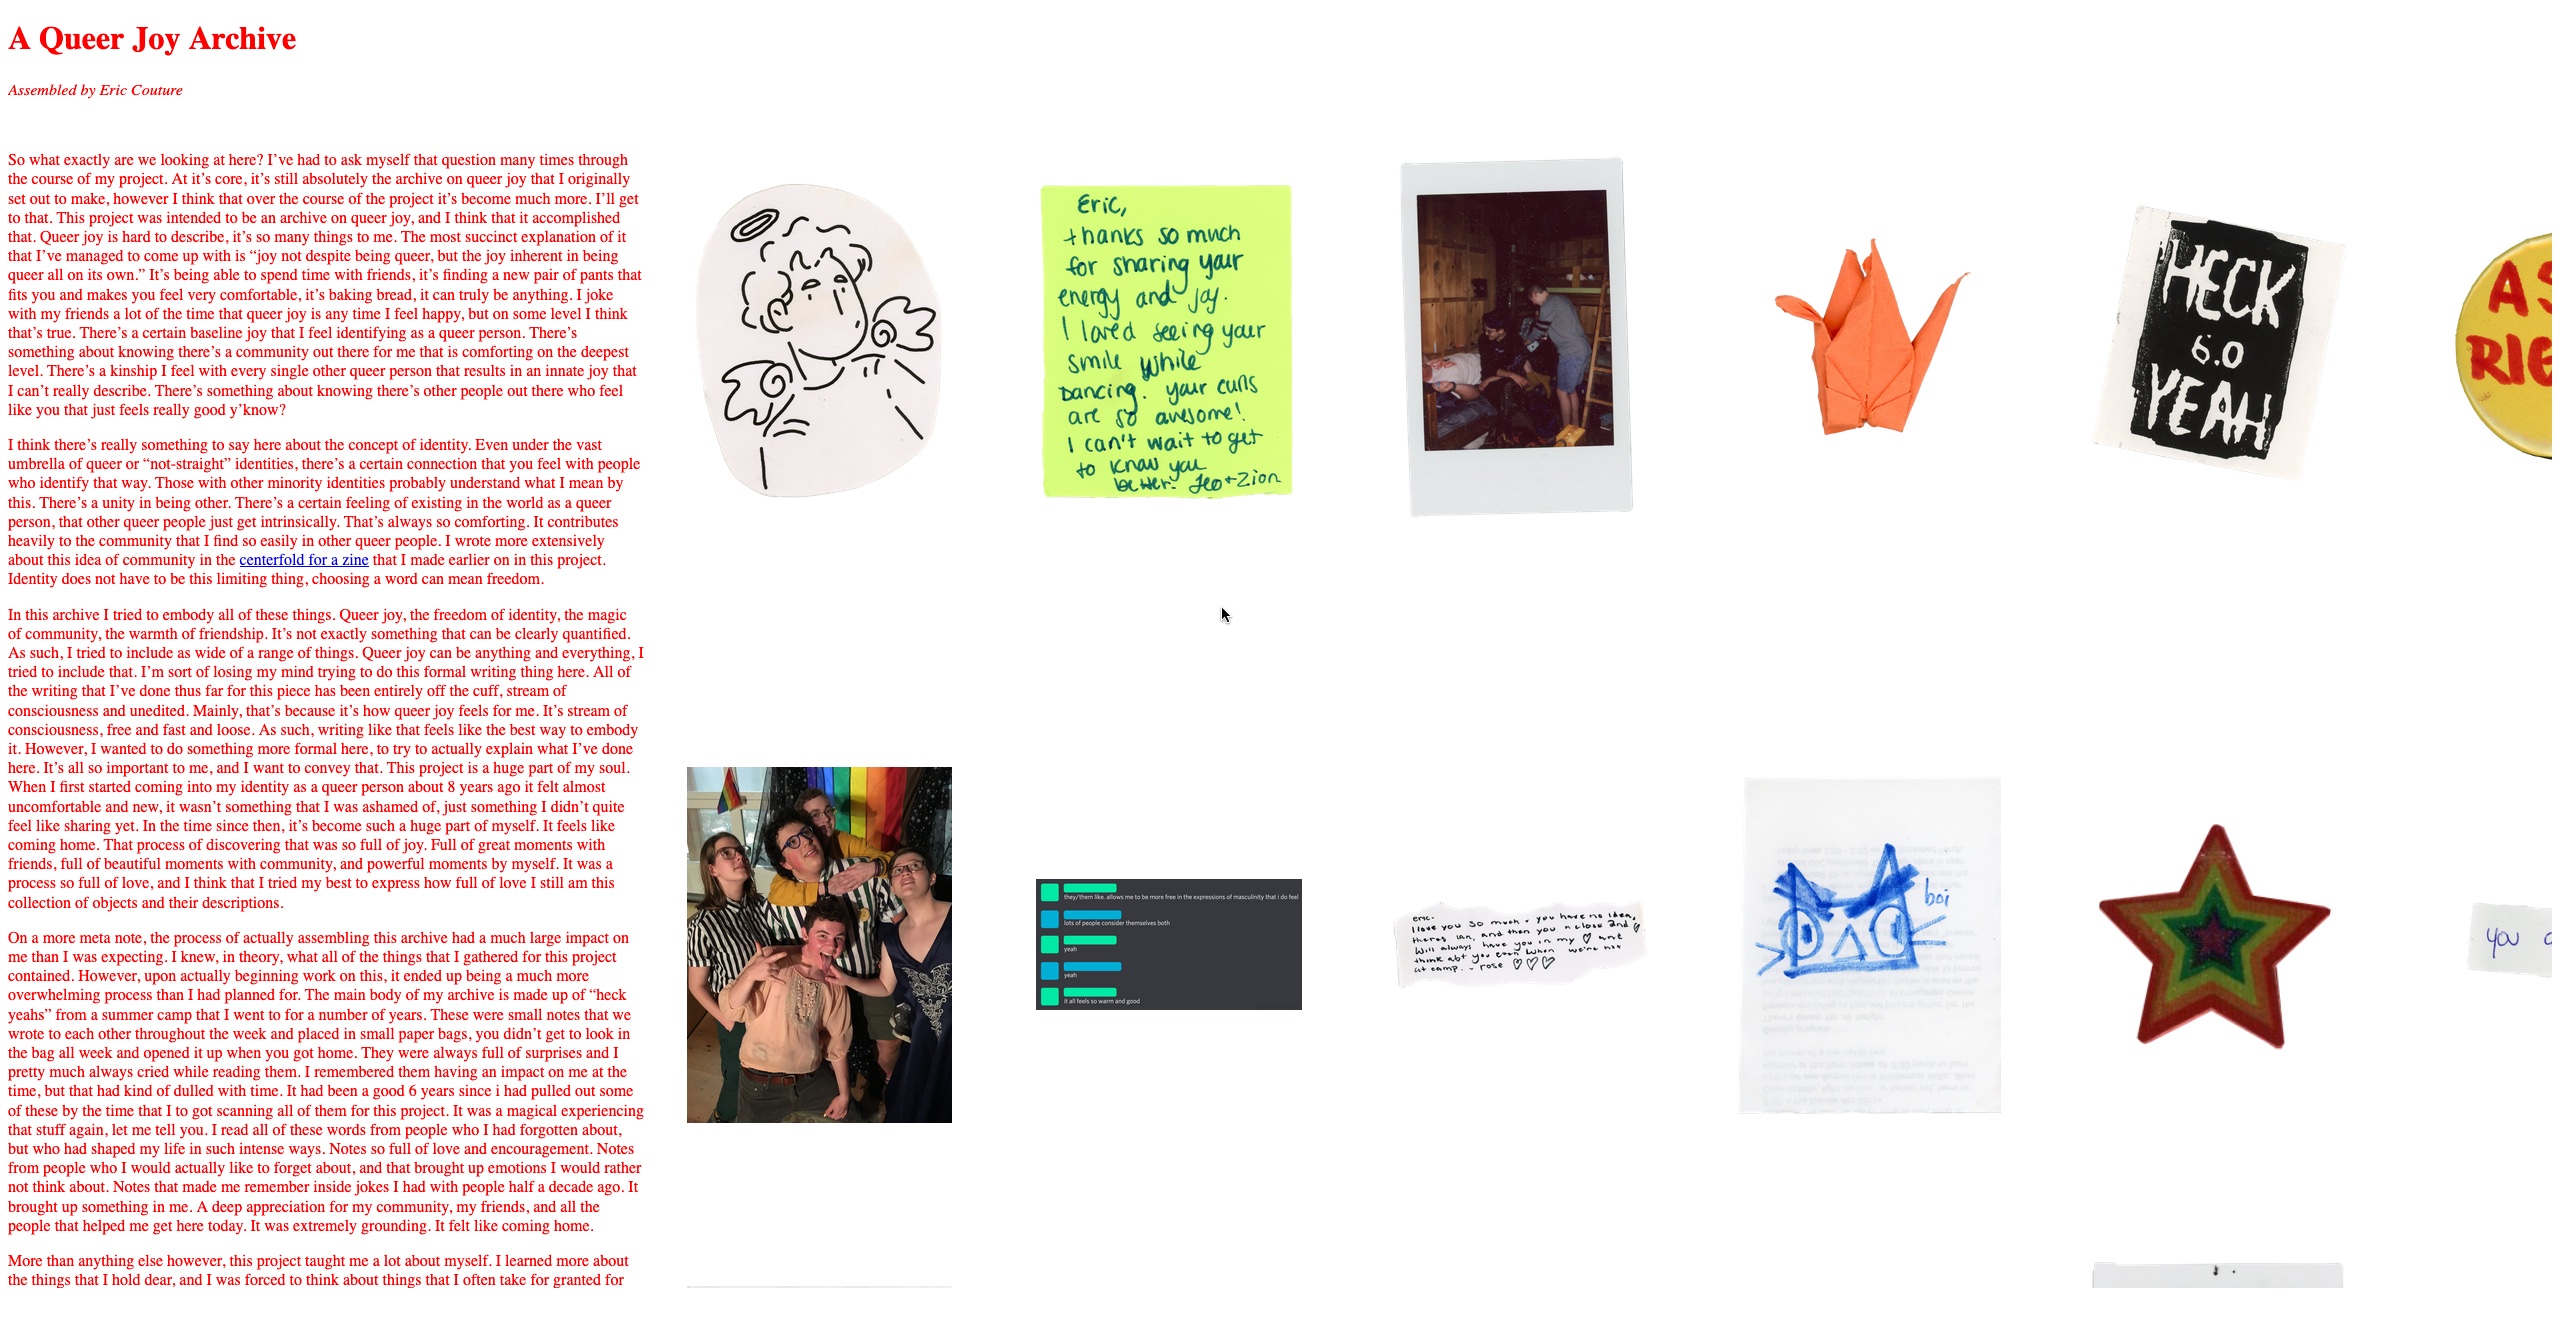 A Queer Joy Archive
Assembled by Eric Couture
So what exactly are we looking at here? I’ve had to ask myself that question many times through
the course of my project. At it’s core, it’s still absolutely the archive on queer joy that I originally
set out to make, however I think that over the course of the project it’s become much more. I’ll get
to that. This project was intended to be an archive on queer joy, and I think that it accomplished
that. Queer joy is hard to describe, it’s so many things to me. The most succinct explanation of it
that I’ve managed to come up with is “joy not despite being queer, but the joy inherent in being
queer all on its own.” It’s being able to spend time with friends, it’s finding a new pair of pants that
fits you and makes you feel very comfortable, it’s baking bread, it can truly be anything. I joke
with my friends a lot of the time that queer joy is any time I feel happy, but on some level I think
that’s true. There’s a certain baseline joy that I feel identifying as a queer person. There’s
something about knowing there’s a community out there for me that is comforting on the deepest
level. There’s a kinship I feel with every single other queer person that results in an innate joy that
I can’t really describe. There’s something about knowing there’s other people out there who feel
like you that just feels really good y’know?
I think there’s really something to say here about the concept of identity. Even under the vast
umbrella of queer or “not-straight” identities, there’s a certain connection that you feel with people
who identify that way. Those with other minority identities probably understand what I mean by
this. There’s a unity in being other. There’s a certain feeling of existing in the world as a queer
person, that other queer people just get intrinsically. That’s always so comforting. It contributes
heavily to the community that I find so easily in other queer people. I wrote more extensively
about this idea of community in the centerfold for a zine that I made earlier on in this project.
Identity does not have to be this limiting thing, choosing a word can mean freedom.
In this archive I tried to embody all of these things. Queer joy, the freedom of identity, the magic
of community, the warmth of friendship. It’s not exactly something that can be clearly quantified.
As such, I tried to include as wide of a range of things. Queer joy can be anything and everything, I
tried to include that. I’m sort of losing my mind trying to do this formal writing thing here. All of
the writing that I’ve done thus far for this piece has been entirely off the cuff, stream of
consciousness and unedited. Mainly, that’s because it’s how queer joy feels for me. It’s stream of
consciousness, free and fast and loose. As such, writing like that feels like the best way to embody
it. However, I wanted to do something more formal here, to try to actually explain what I’ve done
here. It’s all so important to me, and I want to convey that. This project is a huge part of my soul.
When I first started coming into my identity as a queer person about 8 years ago it felt almost
uncomfortable and new, it wasn’t something that I was ashamed of, just something I didn’t quite
feel like sharing yet. In the time since then, it’s become such a huge part of myself. It feels like
coming home. That process of discovering that was so full of joy. Full of great moments with
friends, full of beautiful moments with community, and powerful moments by myself. It was a
process so full of love, and I think that I tried my best to express how full of love I still am this
collection of objects and their descriptions.
On a more meta note, the process of actually assembling this archive had a much large impact on
me than I was expecting. I knew, in theory, what all of the things that I gathered for this project
contained. However, upon actually beginning work on this, it ended up being a much more
overwhelming process than I had planned for. The main body of my archive is made up of “heck
yeahs” from a summer camp that I went to for a number of years. These were small notes that we
wrote to each other throughout the week and placed in small paper bags, you didn’t get to look in
the bag all week and opened it up when you got home. They were always full of surprises and I
pretty much always cried while reading them. I remembered them having an impact on me at the
time, but that had kind of dulled with time. It had been a good 6 years since i had pulled out some
of these by the time that I to got scanning all of them for this project. It was a magical experiencing
that stuff again, let me tell you. I read all of these words from people who I had forgotten about,
but who had shaped my life in such intense ways. Notes so full of love and encouragement. Notes
from people who I would actually like to forget about, and that brought up emotions I would rather
not think about. Notes that made me remember inside jokes I had with people half a decade ago. It
brought up something in me. A deep appreciation for my community, my friends, and all the
people that helped me get here today. It was extremely grounding. It felt like coming home.
More than anything else however, this project taught me a lot about myself. I learned more about
the things that I hold dear, and I was forced to think about things that I often take for granted for
Eric,
thanks so much
for sharing your
energy and joy.
I loved seeing your
smile while
Dancing. your curls
are so awesome!
I can't wait to get
to know you
better. Leo + Zion
HECK
6.0
YEAH
AS
RIG
they/them like. allows me to be more free in the expressions of masculinity that i do feel
lots of people consider themselves both
yeah
yeah
it all feels so warm and good
eric-
I love you so much + you have no idea,
theres ian, and then you a close 2nd
Will always have you in my ♡ and
think abt you even when we're not
at camp. - rose ♡♡♡
boi
you